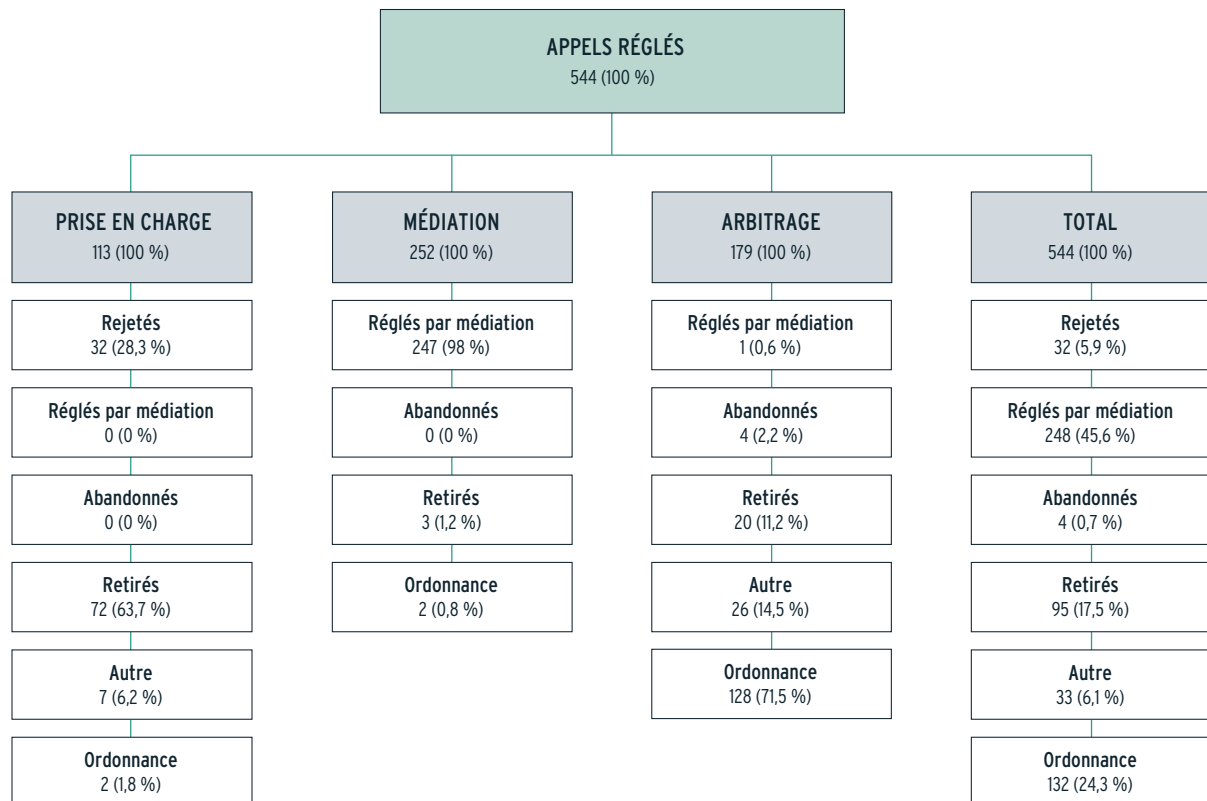 APPELS RÉGLÉS
544 (100 %)
PRISE EN CHARGE
113 (100 %)
Rejetés
32 (28,3 %)
Réglés par médiation
0 (0 %)
Abandonnés
0 (0 %)
Retirés
72 (63,7 %)
Autre
7 (6,2 %)
Ordonnance
2 (1,8 %)
MÉDIATION
252 (100 %)
Réglés par médiation
247 (98 %)
Abandonnés
0 (0 %)
Retirés
3 (1,2 %)
Ordonnance
2 (0,8 %)
ARBITRAGE
179 (100 %)
Réglés par médiation
1 (0,6 %)
Abandonnés
4 (2,2 %)
Retirés
20 (11,2 %)
Autre
26 (14,5 %)
Ordonnance
128 (71,5 %)
TOTAL
544 (100 %)
Rejetés
32 (5,9 %)
Réglés par médiation
248 (45,6 %)
Abandonnés
4 (0,7 %)
Retirés
95 (17,5 %)
Autre
33 (6,1 %)
Ordonnance
132 (24,3 %)